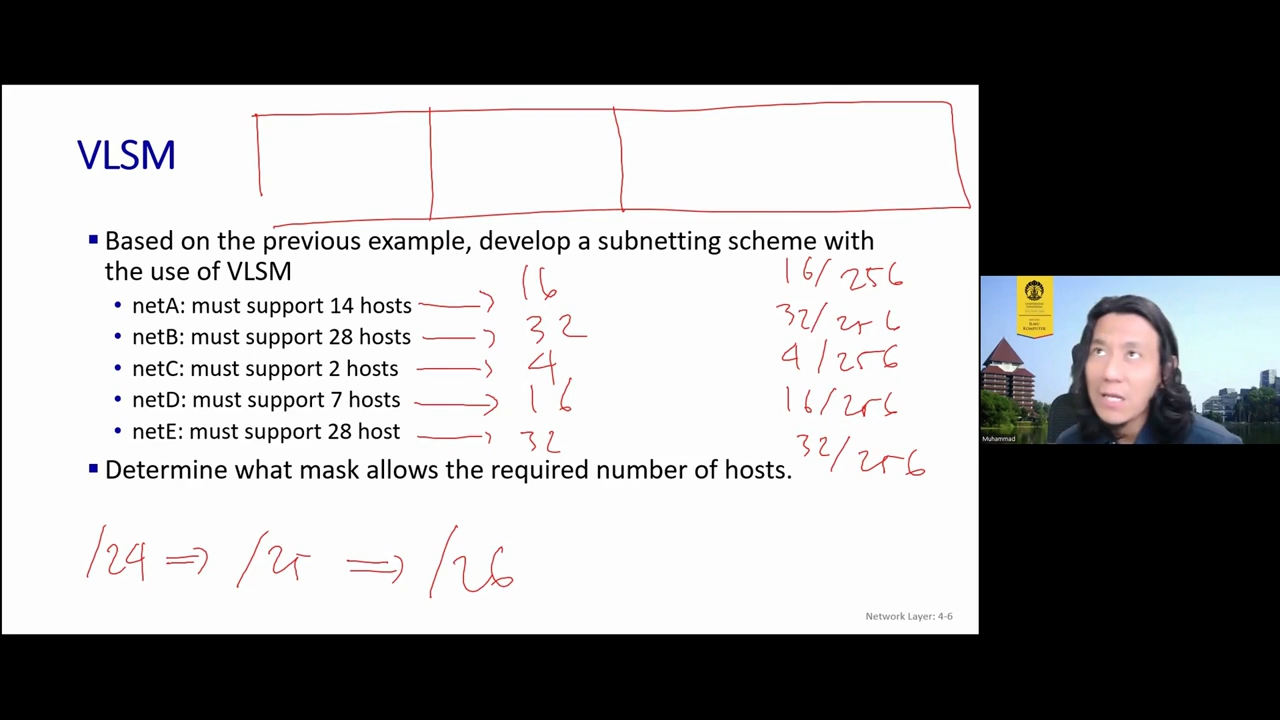 VLSM
Based on the previous example, develop a subnetting scheme with
the use of VLSM
16
16/256
netA: must support 14 hosts
32
32/256
netB: must support 28 hosts
4
4/256
netC: must support 2 hosts
16
16/256
netD: must support 7 hosts
32
32/256
netE: must support 28 host
Determine what mask allows the required number of hosts.
/24 ⇒ /25 ⇒ /26
Network Layer: 4-6
ILMU
KOMPUTER
Muhammad